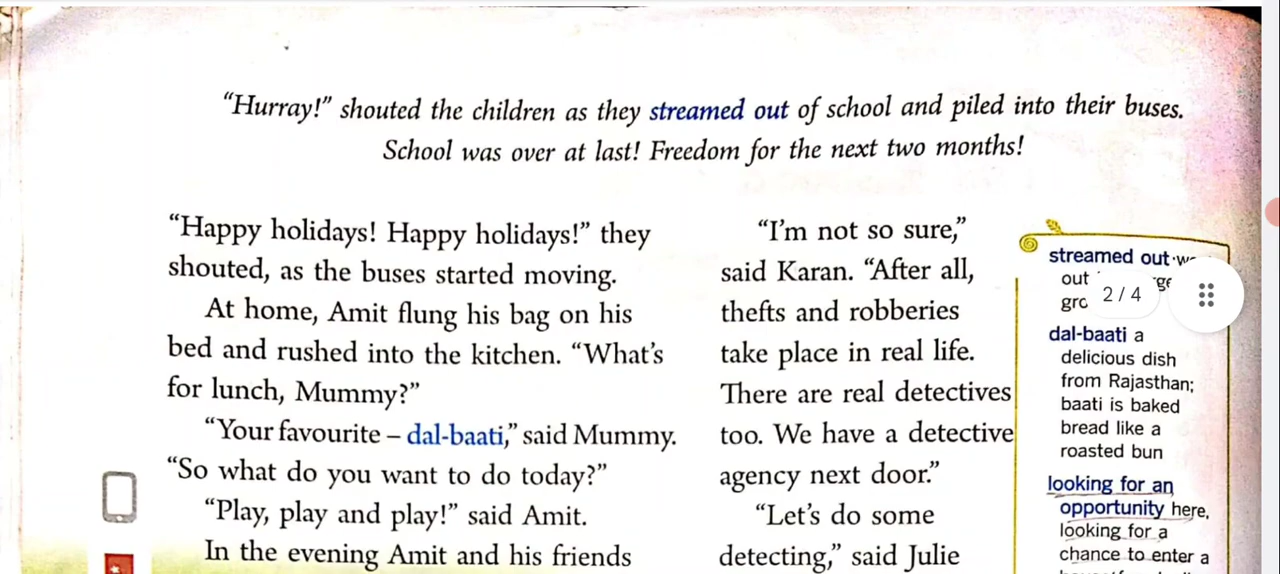 “Hurray!” shouted the children as they streamed out of school and piled into their buses.
School was over at last! Freedom for the next two months!
“Happy holidays! Happy holidays!” they
shouted, as the buses started moving.
At home, Amit flung his bag on his
bed and rushed into the kitchen. “What’s
for lunch, Mummy?”
“Your favourite – dal-baati,” said Mummy.
“So what do you want to do today?”
“Play, play and play!” said Amit.
In the evening Amit and his friends
“I’m not so sure,”
said Karan. “After all,
thefts and robberies
take place in real life.
There are real detectives
too. We have a detective
agency next door.”
“Let’s do some
detecting,” said Julie
streamed out
out
2 / 4
dal-baati a
delicious dish
from Rajasthan;
baati is baked
bread like a
roasted bun
looking for an
opportunity here,
looking for a
chance to enter a